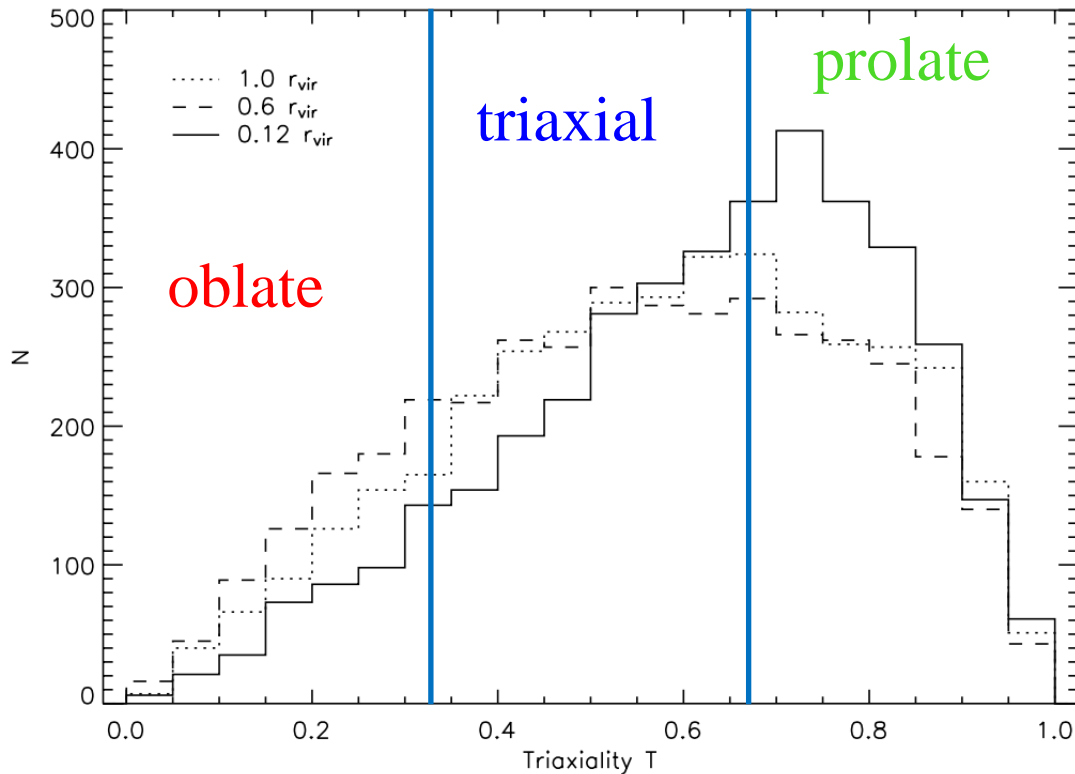 500
400
300
200
100
0
N
1.0 r_vir
0.6 r_vir
0.12 r_vir
oblate
triaxial
prolate
0.0 0.2 0.4 0.6 0.8 1.0
Triaxiality T